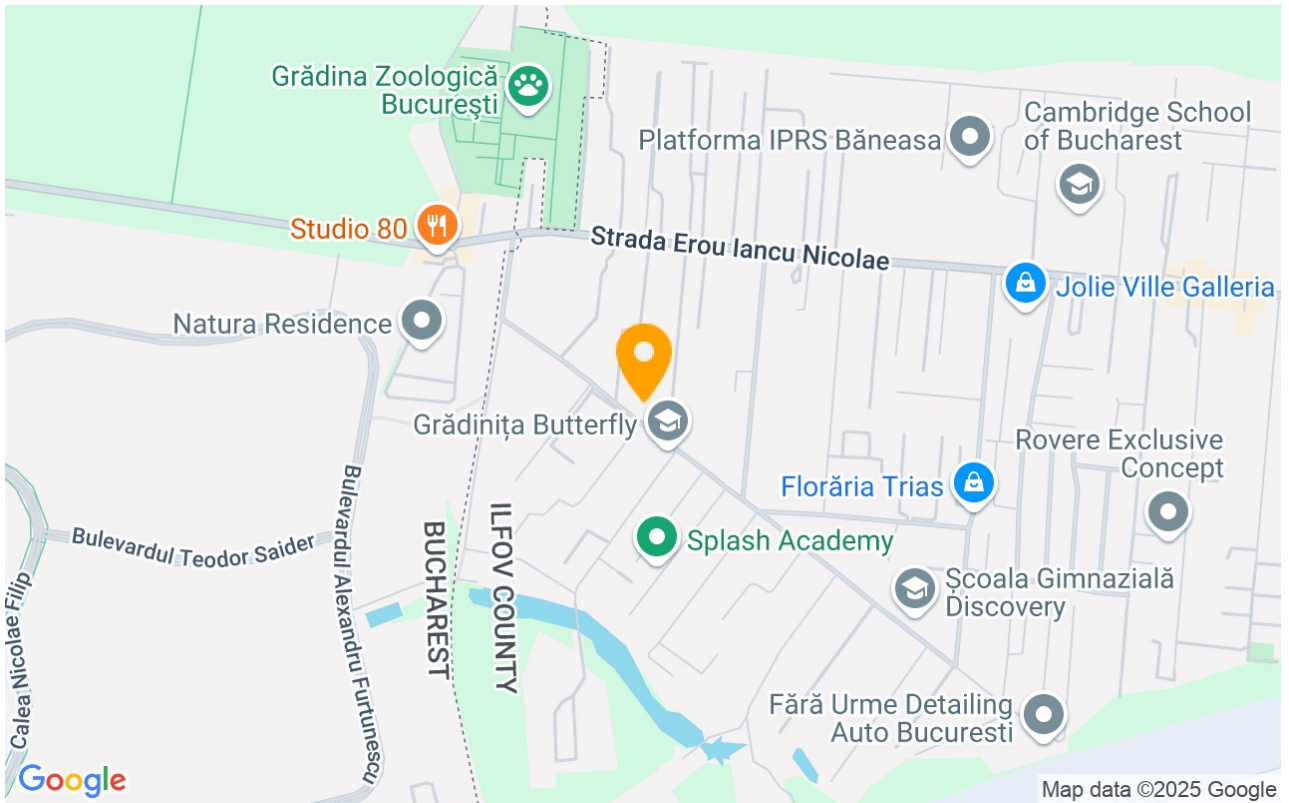 Grădina Zoologică
București
Platforma IPRS Băneasa
Cambridge School
of Bucharest
Studio 80
Strada Erou Iancu Nicolae
Jolie Ville Galleria
Natura Residence
Grădinița Butterfly
Rovere Exclusive
Concept
Florăria Trias
Bulevardul Teodor Saider
Bulevardul Alexandru Furtunescu
BUCHAREST
ILFOV COUNTY
Splash Academy
Școala Gimnazială
Discovery
Calea Nicolae Filip
Fără Urme Detailing
Auto Bucuresti
Google
Map data ©2025 Google